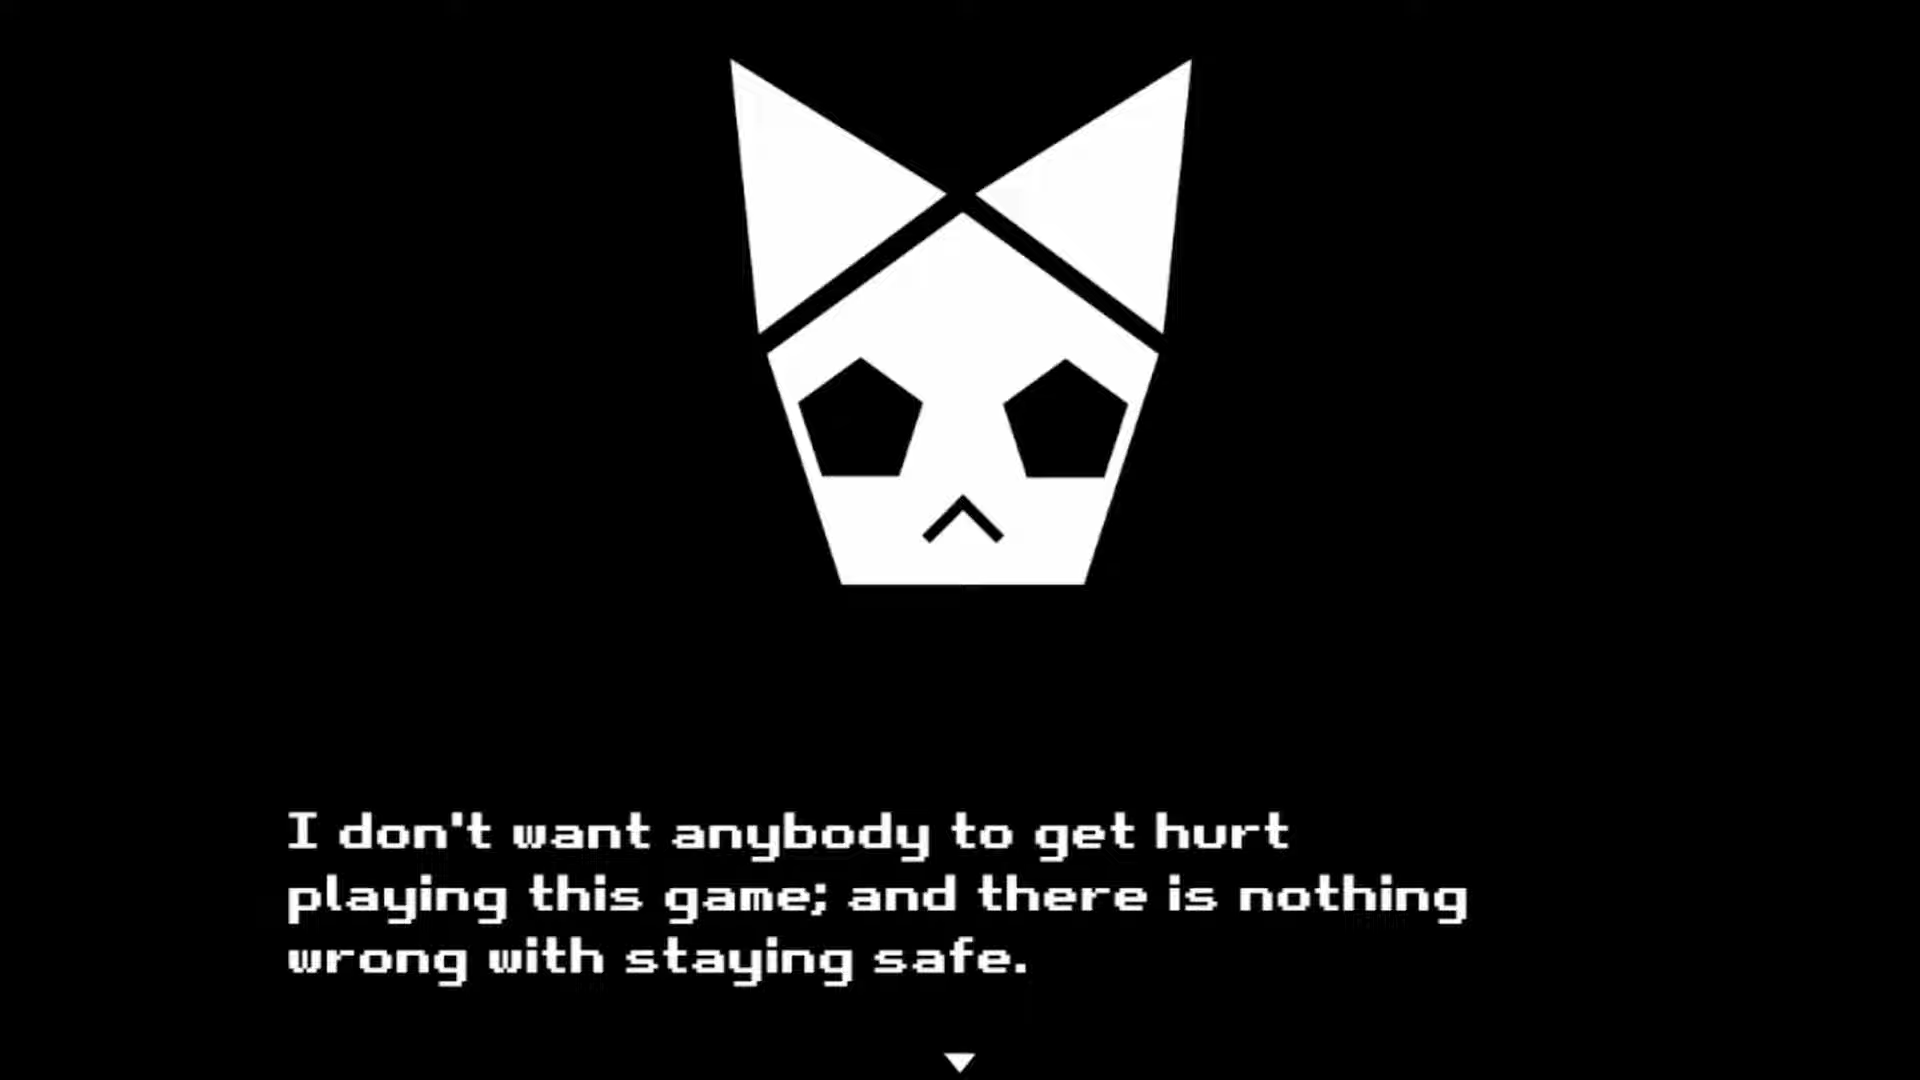 I don't want anybody to get hurt
playing this game; and there is nothing
wrong with staying safe.